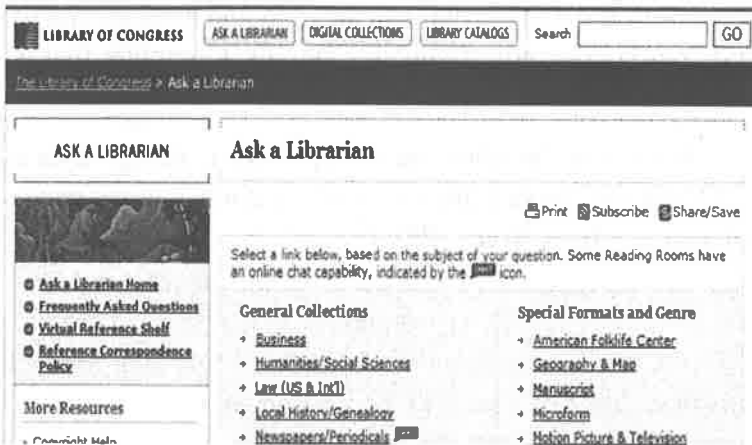 LIBRARY OF CONGRESS
ASK A LIBRARIAN
DIGITAL COLLECTIONS
LIBRARY CATALOGS
Search
GO
The Library of Congress > Ask a Librarian
ASK A LIBRARIAN
Ask a Librarian Home
Frequently Asked Questions
Virtual Reference Shelf
Reference Correspondence
Policy
More Resources
Copyright Help
Ask a Librarian
Print Subscribe Share/Save
Select a link below, based on the subject of your question. Some Reading Rooms have
an online chat capability, indicated by the icon.
General Collections
Business
Humanities/Social Sciences
Law (US & Int'l)
Local History/Genealogy
Newspapers/Periodicals
Special Formats and Genre
American Folklife Center
Geography & Map
Manuscript
Microform
Motion Picture & Television